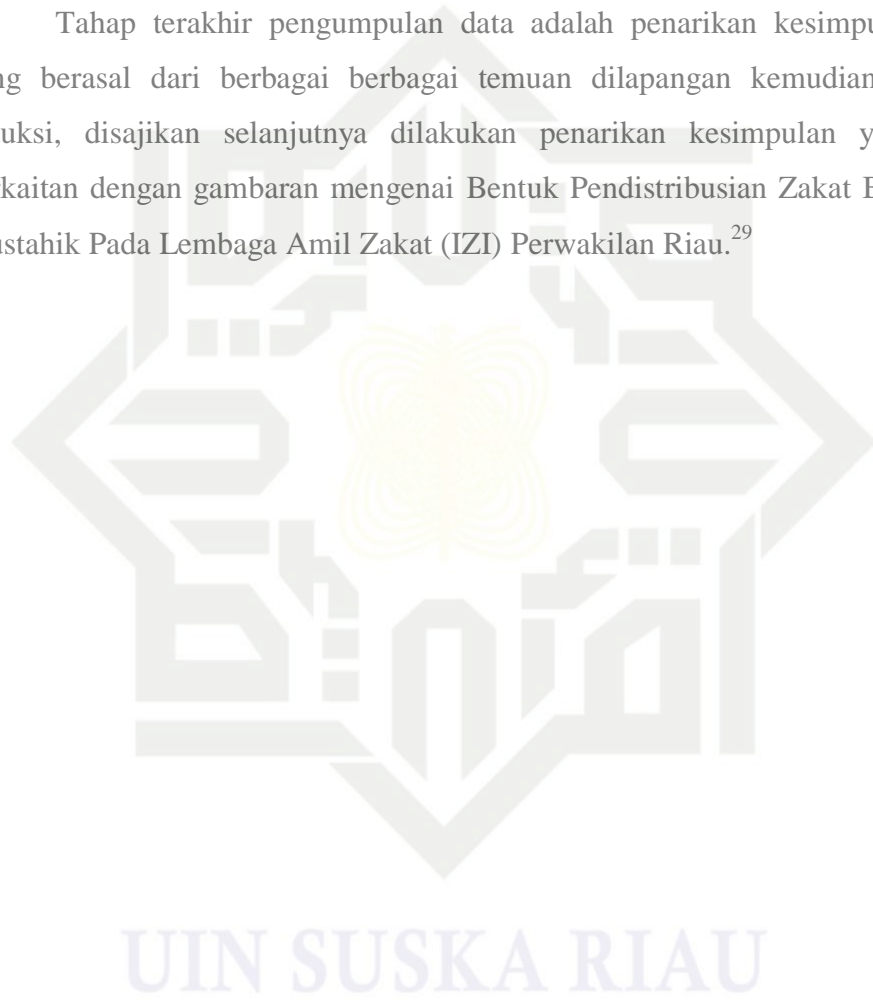 Tahap terakhir pengumpulan data adalah penarikan kesimpu
ng berasal dari berbagai berbagai temuan dilapangan kemudian
uksi, disajikan selanjutnya dilakukan penarikan kesimpulan y
kaitan dengan gambaran mengenai Bentuk Pendistribusian Zakat
ustahik Pada Lembaga Amil Zakat (IZI) Perwakilan Riau.29
UIN SUSKA RIAU